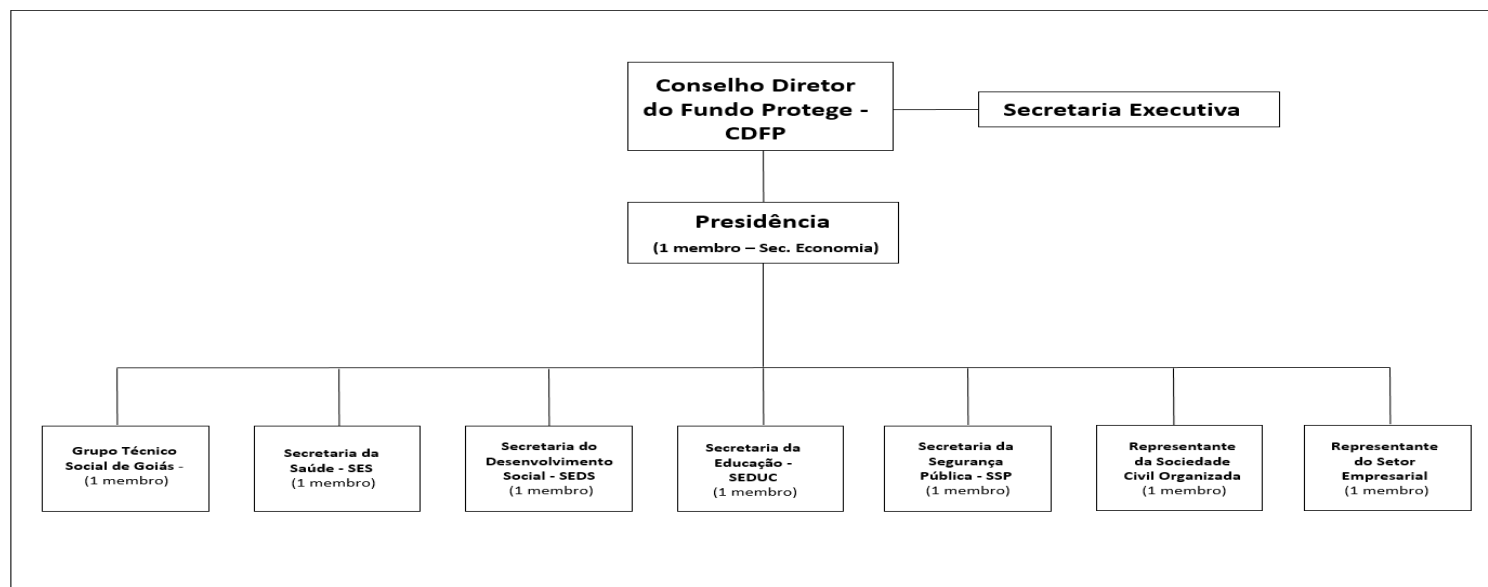 Conselho Diretor
do Fundo Protege -
CDFP
Secretaria Executiva
Presidência
(1 membro – Sec. Economia)
Grupo Técnico
Social de Goiás -
(1 membro)
Secretaria da
Saúde - SES
(1 membro)
Secretaria do
Desenvolvimento
Social - SEDS
(1 membro)
Secretaria da
Educação -
SEDUC
(1 membro)
Secretaria da
Segurança
Pública - SSP
(1 membro)
Representante
da Sociedade
Civil Organizada
(1 membro)
Representante
do Setor
Empresarial
(1 membro)